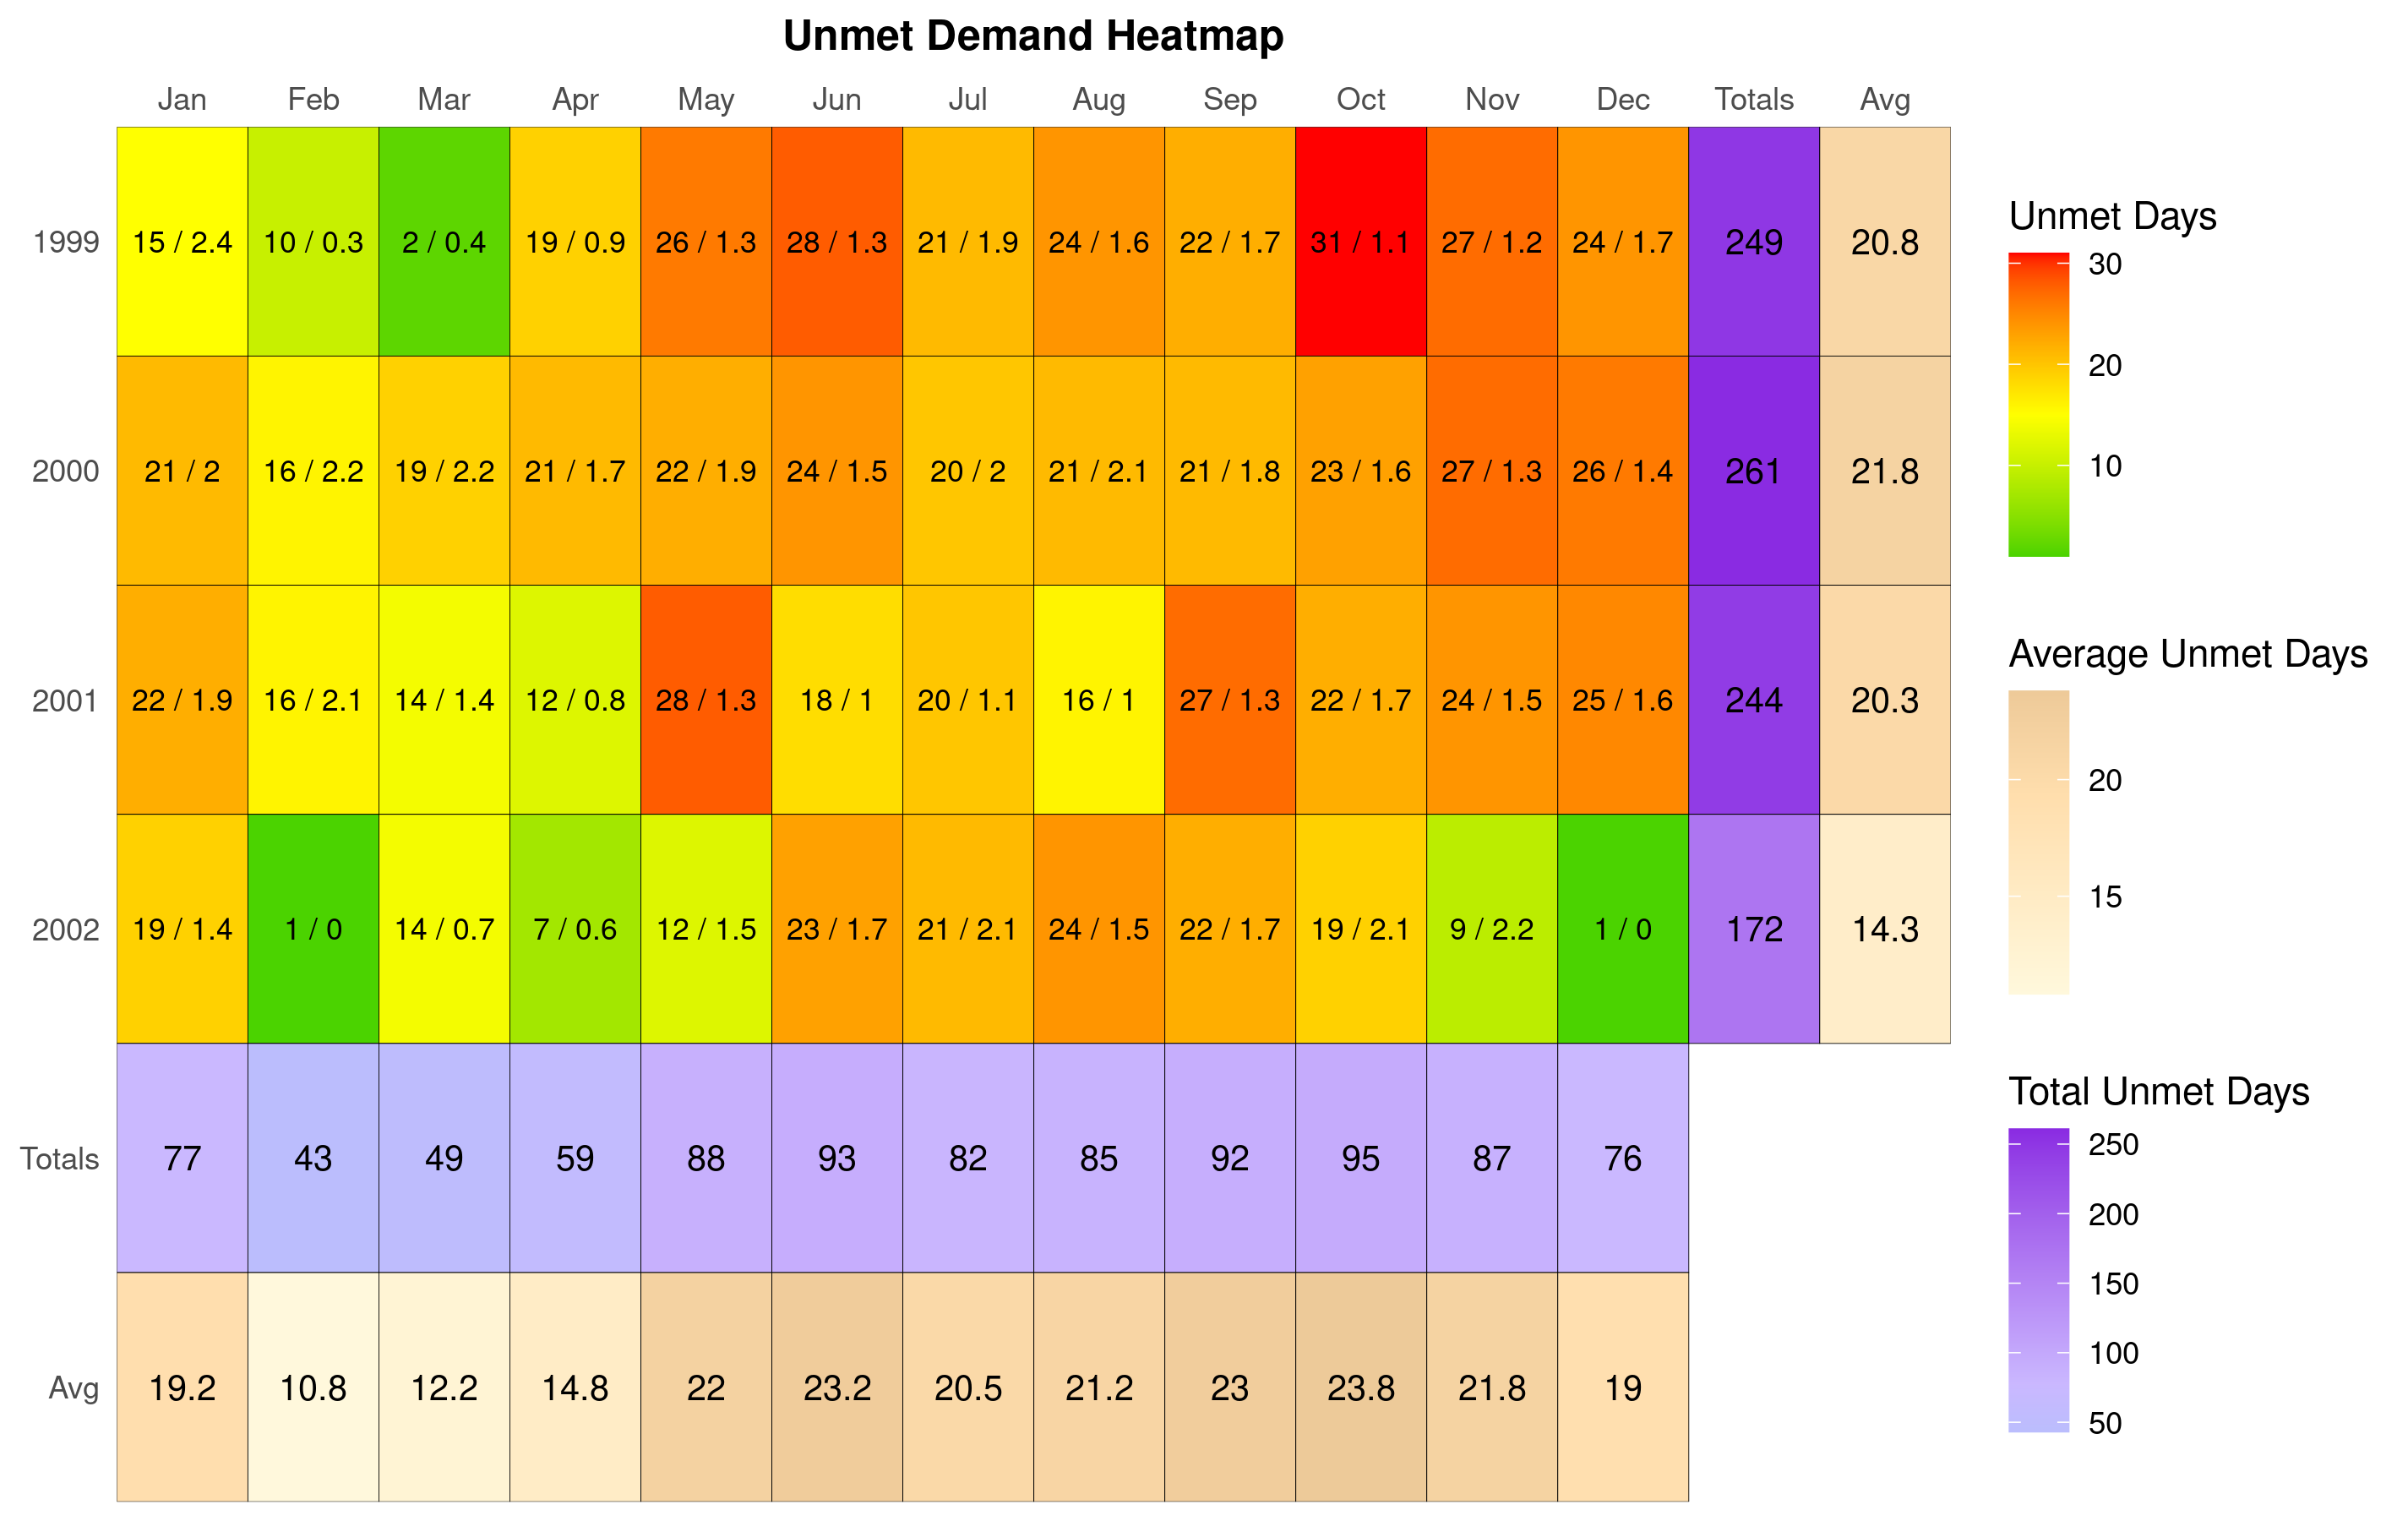 Unmet Demand Heatmap
Jan Feb Mar Apr May Jun Jul Aug Sep Oct Nov Dec Totals Avg
1999 15 / 2.4 10 / 0.3 2 / 0.4 19 / 0.9 26 / 1.3 28 / 1.3 21 / 1.9 24 / 1.6 22 / 1.7 31 / 1.1 27 / 1.2 24 / 1.7 249 20.8
2000 21 / 2 16 / 2.2 19 / 2.2 21 / 1.7 22 / 1.9 24 / 1.5 20 / 2 21 / 2.1 21 / 1.8 23 / 1.6 27 / 1.3 26 / 1.4 261 21.8
2001 22 / 1.9 16 / 2.1 14 / 1.4 12 / 0.8 28 / 1.3 18 / 1 20 / 1.1 16 / 1 27 / 1.3 22 / 1.7 24 / 1.5 25 / 1.6 244 20.3
2002 19 / 1.4 1 / 0 14 / 0.7 7 / 0.6 12 / 1.5 23 / 1.7 21 / 2.1 24 / 1.5 22 / 1.7 19 / 2.1 9 / 2.2 1 / 0 172 14.3
Totals 77 43 49 59 88 93 82 85 92 95 87 76
Avg 19.2 10.8 12.2 14.8 22 23.2 20.5 21.2 23 23.8 21.8 19
Unmet Days
30
20
10
Average Unmet Days
20
15
Total Unmet Days
250
200
150
100
50